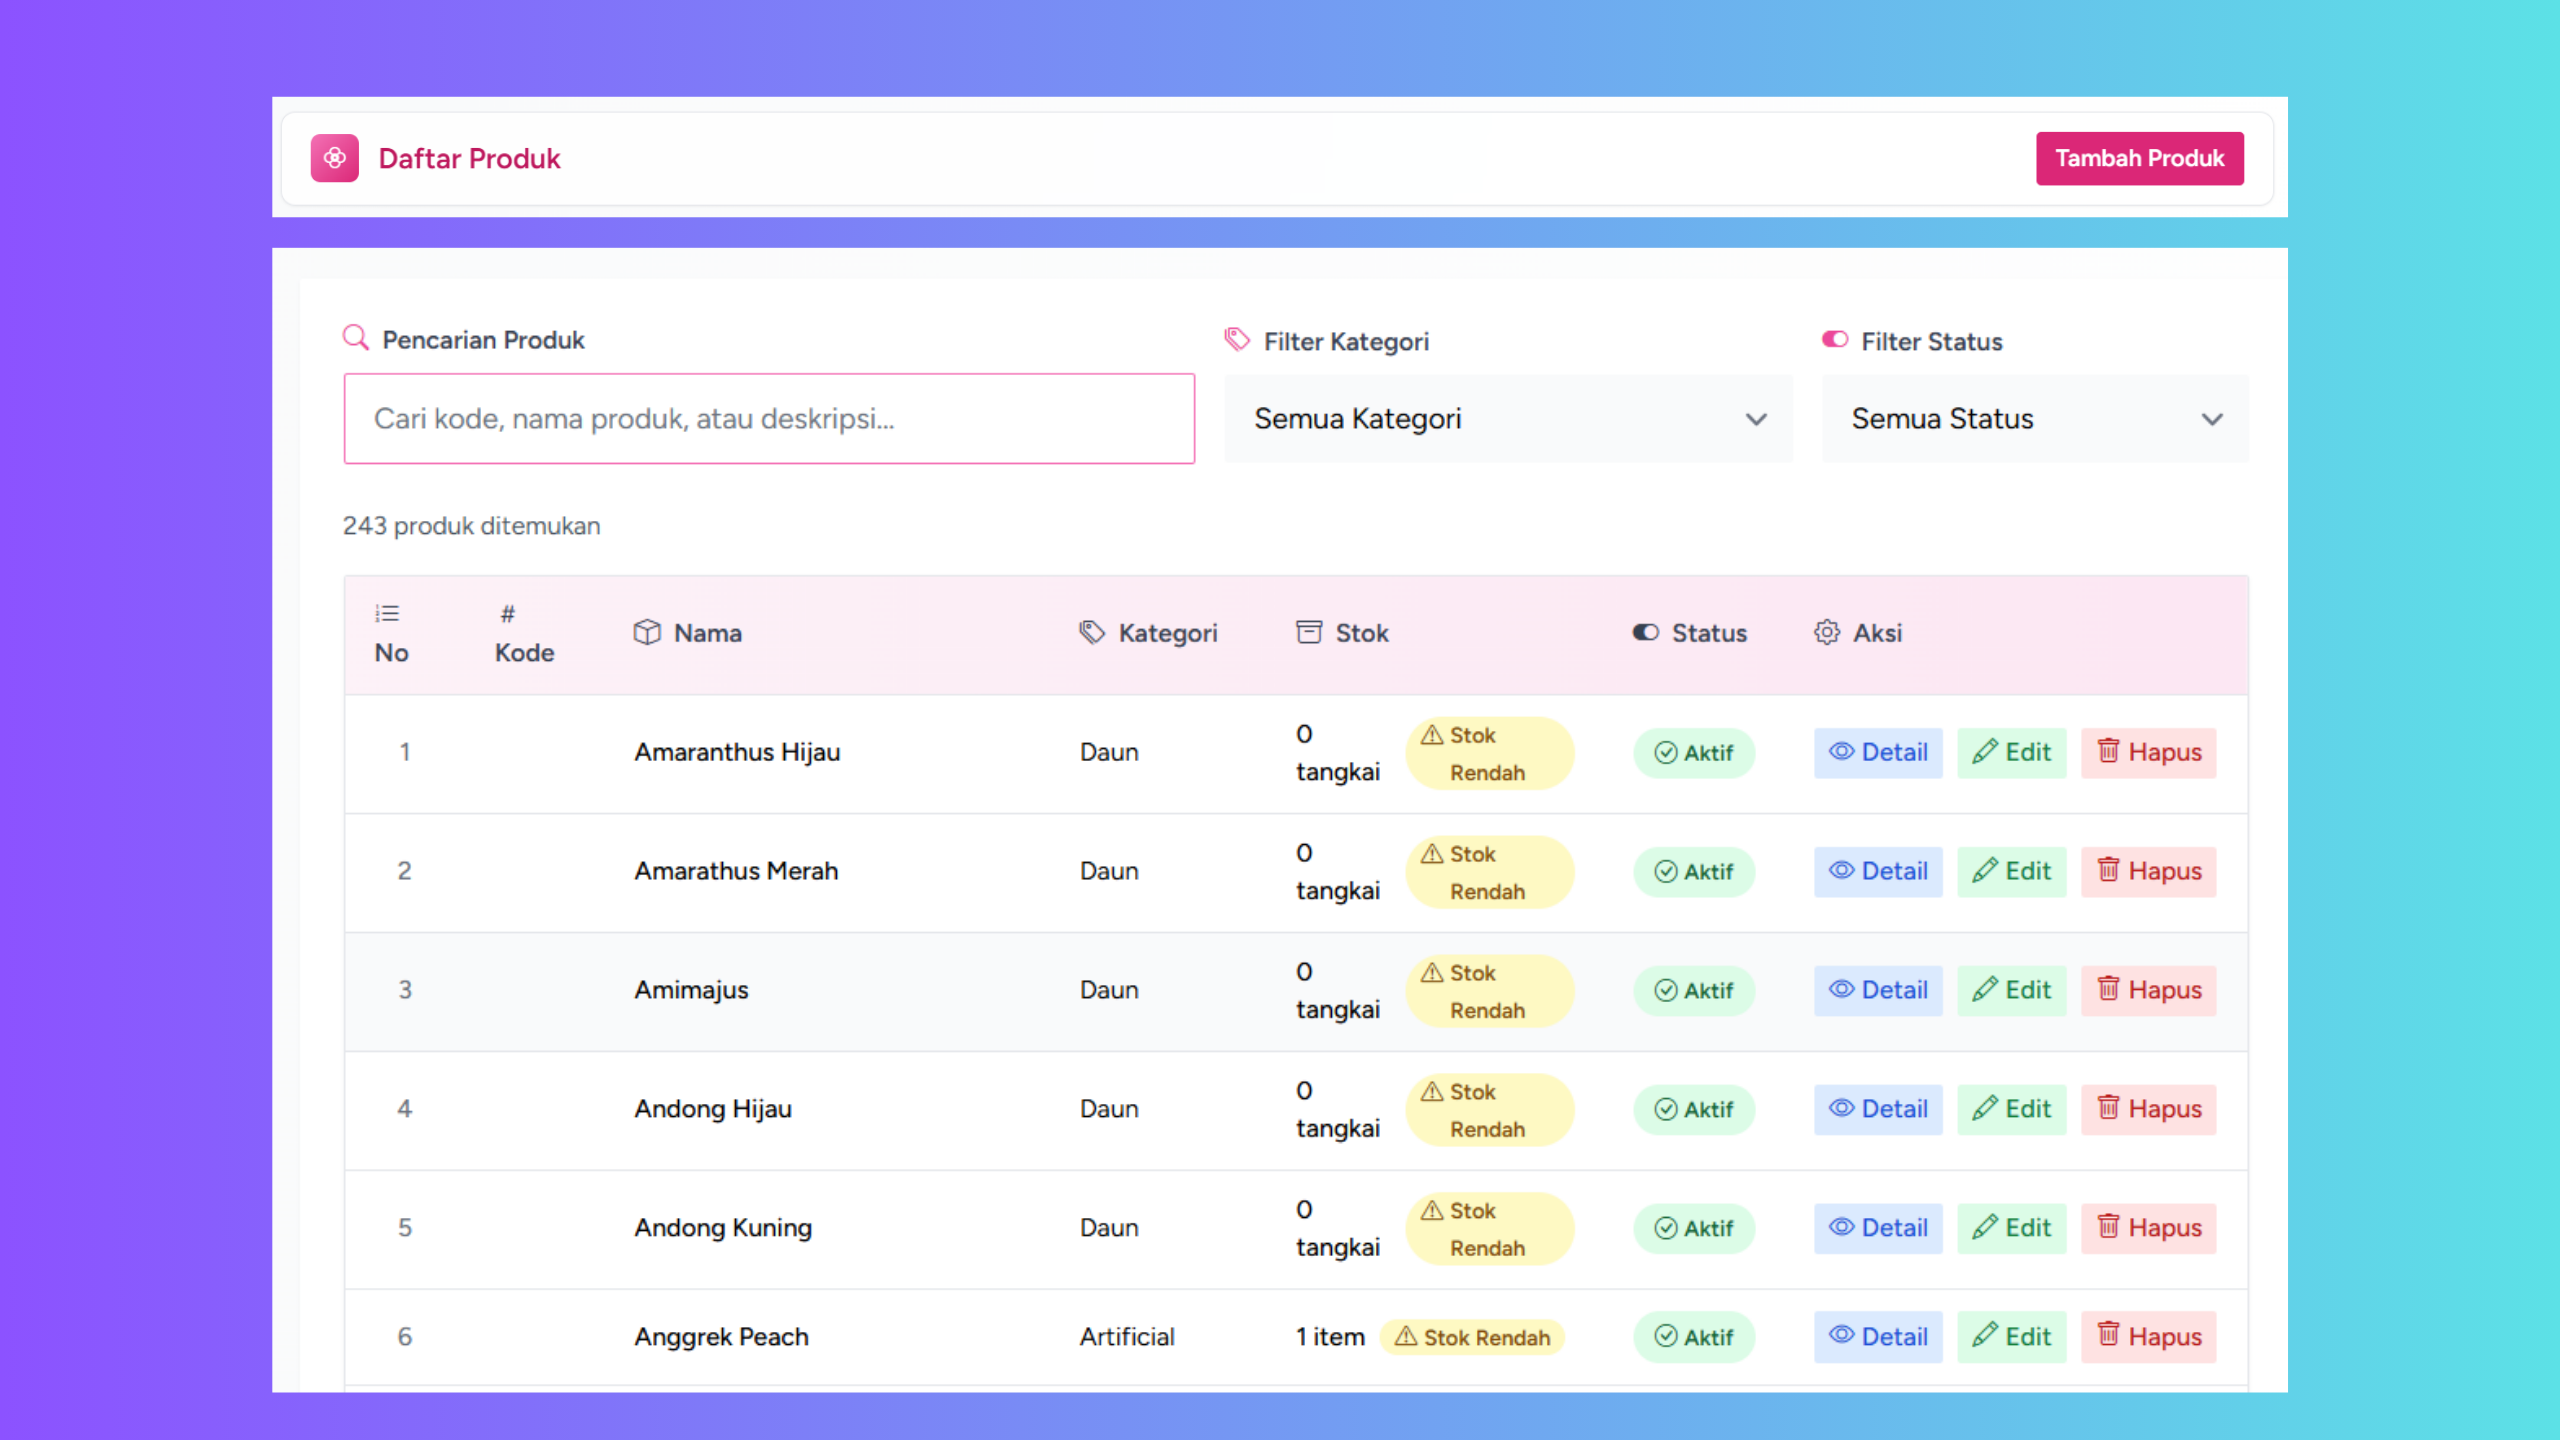 Daftar Produk
Tambah Produk
Pencarian Produk
Filter Kategori
Filter Status
Cari kode, nama produk, atau deskripsi...
Semua Kategori
Semua Status
243 produk ditemukan
No
# Kode
Nama
Kategori
Stok
Status
Aksi
1 Amaranthus Hijau Daun 0 tangkai Stok Rendah Aktif Detail Edit Hapus
2 Amarathus Merah Daun 0 tangkai Stok Rendah Aktif Detail Edit Hapus
3 Amimajus Daun 0 tangkai Stok Rendah Aktif Detail Edit Hapus
4 Andong Hijau Daun 0 tangkai Stok Rendah Aktif Detail Edit Hapus
5 Andong Kuning Daun 0 tangkai Stok Rendah Aktif Detail Edit Hapus
6 Anggrek Peach Artificial 1 item Stok Rendah Aktif Detail Edit Hapus